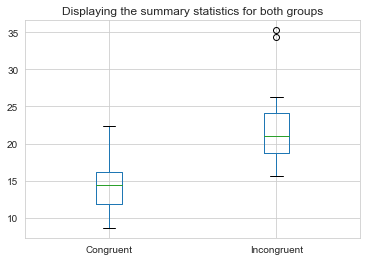 Displaying the summary statistics for both groups
35
30
25
20
15
10
Congruent
Incongruent